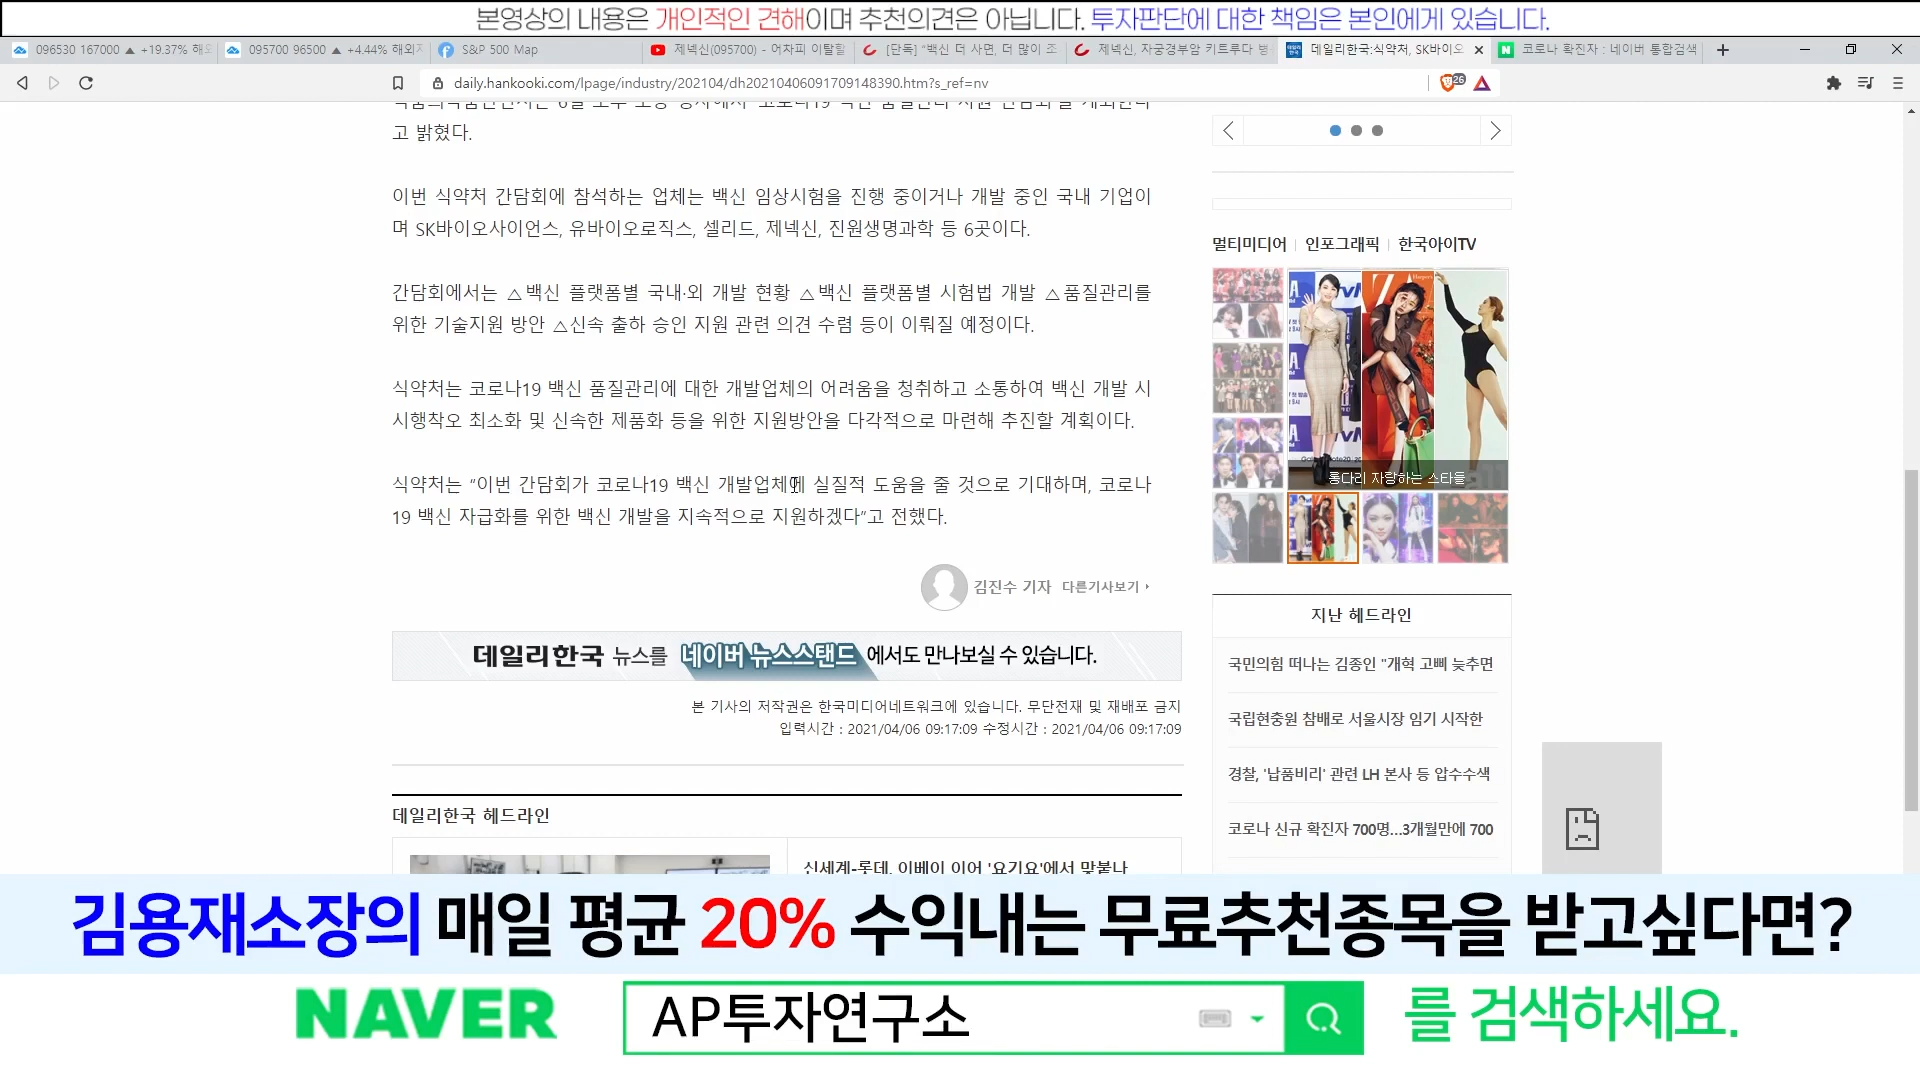 본영상의 내용은 개인적인 견해이며 추천의견은 아닙니다. 투자판단에 대한 책임은 본인에게 있습니다.
096530 167000 ▲ +19.37% 해외
095700 96500 ▲ +4.44% 해외
S&P 500 Map
제넥신(095700) - 어차피 이탈할
[단독] "백신 더 사면, 더 많이 조
제넥신, 자궁경부암 키트루다 병
데일리한국:식약처, SK바이오
코로나 확진자 : 네이버 통합검색
daily.hankooki.com/lpage/industry/202104/dh20210406091709148390.htm?s_ref=nv
26
고 밝혔다.
이번 식약처 간담회에 참석하는 업체는 백신 임상시험을 진행 중이거나 개발 중인 국내 기업이
며 SK바이오사이언스, 유바이오로직스, 셀리드, 제넥신, 진원생명과학 등 6곳이다.
간담회에서는 △백신 플랫폼별 국내·외 개발 현황 △백신 플랫폼별 시험법 개발 △품질관리를
위한 기술지원 방안 △신속 출하 승인 지원 관련 의견 수렴 등이 이뤄질 예정이다.
식약처는 코로나19 백신 품질관리에 대한 개발업체의 어려움을 청취하고 소통하여 백신 개발 시
시행착오 최소화 및 신속한 제품화 등을 위한 지원방안을 다각적으로 마련해 추진할 계획이다.
식약처는 “이번 간담회가 코로나19 백신 개발업체에 실질적 도움을 줄 것으로 기대하며, 코로나
19 백신 자급화를 위한 백신 개발을 지속적으로 지원하겠다”고 전했다.
김진수 기자 다른기사보기
데일리한국 뉴스를 네이버 뉴스스탠드 에서도 만나보실 수 있습니다.
본 기사의 저작권은 한국미디어네트워크에 있습니다. 무단전재 및 재배포 금지
입력시간 : 2021/04/06 09:17:09 수정시간 : 2021/04/06 09:17:09
데일리한국 헤드라인
신세계-롯데, 이베이 이어 '요기요'에서 맞붙나
멀티미디어 인포그래픽 한국아이TV
롱다리 자랑하는 스타들
지난 헤드라인
국민의힘 떠나는 김종인 "개혁 고삐 늦추면
국립현충원 참배로 서울시장 임기 시작한
경찰, '납품비리' 관련 LH 본사 등 압수수색
코로나 신규 확진자 700명...3개월만에 700
김용재소장의 매일 평균 20% 수익내는 무료추천종목을 받고싶다면?
NAVER AP투자연구소 를 검색하세요.